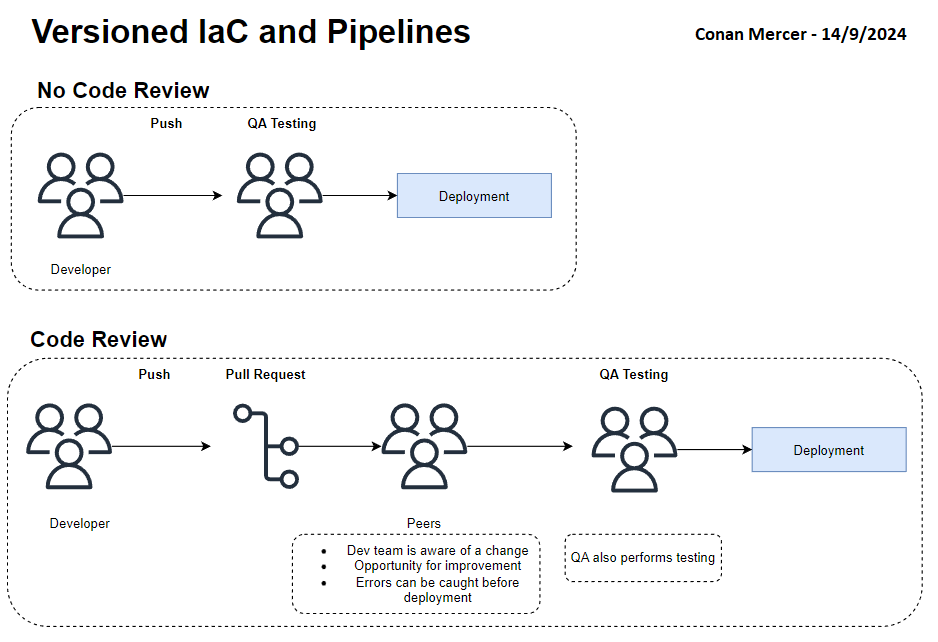 Versioned IaC and Pipelines
Conan Mercer - 14/9/2024
No Code Review
Push
QA Testing
Deployment
Developer
Code Review
Push
Pull Request
QA Testing
Deployment
Developer
Peers
• Dev team is aware of a change
• Opportunity for improvement
• Errors can be caught before
deployment
QA also performs testing